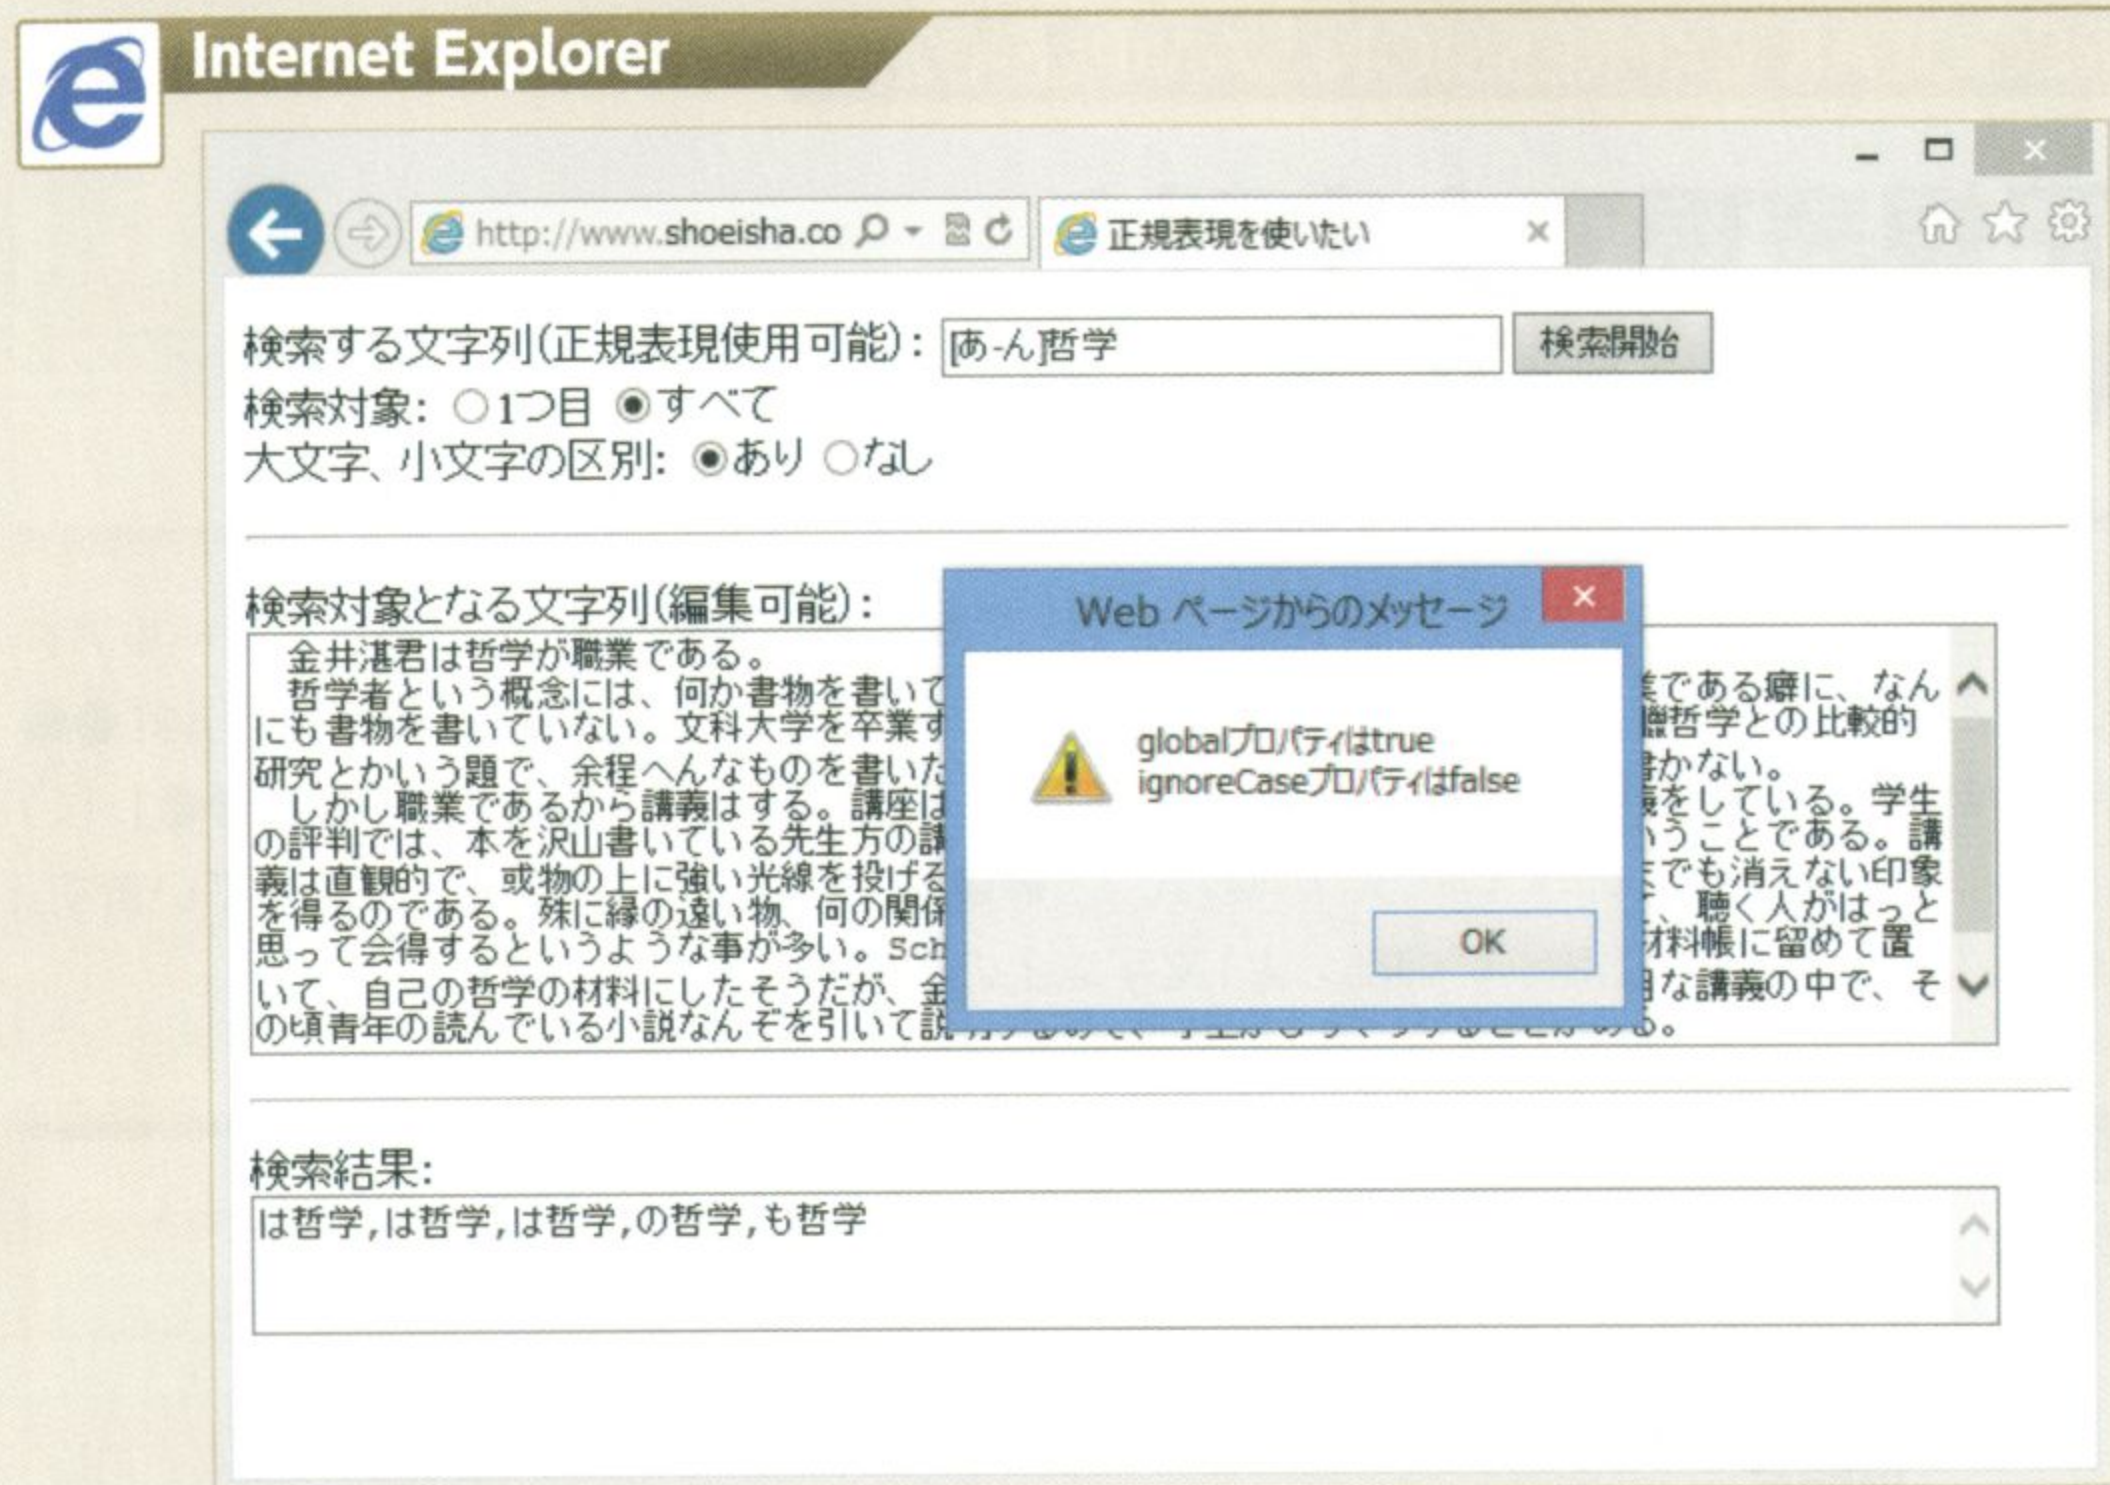 Internet Explorer
http://www.shoeisha.co
正規表現を使いたい
検索する文字列(正規表現使用可能): [あ-ん]哲学 検索開始
検索対象: 1つ目 すべて
大文字、小文字の区別: あり なし
検索対象となる文字列(編集可能):
金井湛君は哲学が職業である。
哲学者という概念には、何か書物を書いて 業である癖に、なん
にも書物を書いていない。文科大学を卒業す 臘哲学との比較的
研究とかいう題で、余程へんなものを書いた 書かない。
しかし職業であるから講義はする。講座は 義をしている。学生
の評判では、本を沢山書いている先生方の講 いうことである。講
義は直観的で、或物の上に強い光線を投げる までも消えない印象
を得るのである。殊に縁の遠い物、何の関係 て、聴く人がはっと
思って会得するというような事が多い。Sch 材料帳に留めて置
いて、自己の哲学の材料にしたそうだが、金 な講義の中で、そ
の頃青年の読んでいる小説なんぞを引いて説 る。
Web ページからのメッセージ
globalプロパティはtrue
ignoreCaseプロパティはfalse
OK
検索結果:
は哲学,は哲学,は哲学,の哲学,も哲学